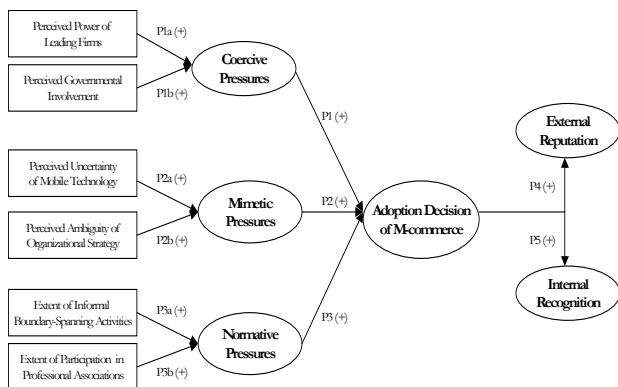 Perceived Power of
Leading Firms
P1a (+)
Perceived Governmental
Involvement
P1b (+)
Coercive
Pressures
P1 (+)
Perceived Uncertainty
of Mobile Technology
P2a (+)
Perceived Ambiguity of
Organizational Strategy
P2b (+)
Mimetic
Pressures
P2 (+)
Extent of Informal
Boundary-Spanning Activities
P3a (+)
Extent of Participation in
Professional Associations
P3b (+)
Normative
Pressures
P3 (+)
Adoption Decision
of M-commerce
External
Reputation
P4 (+)
P5 (+)
Internal
Recognition